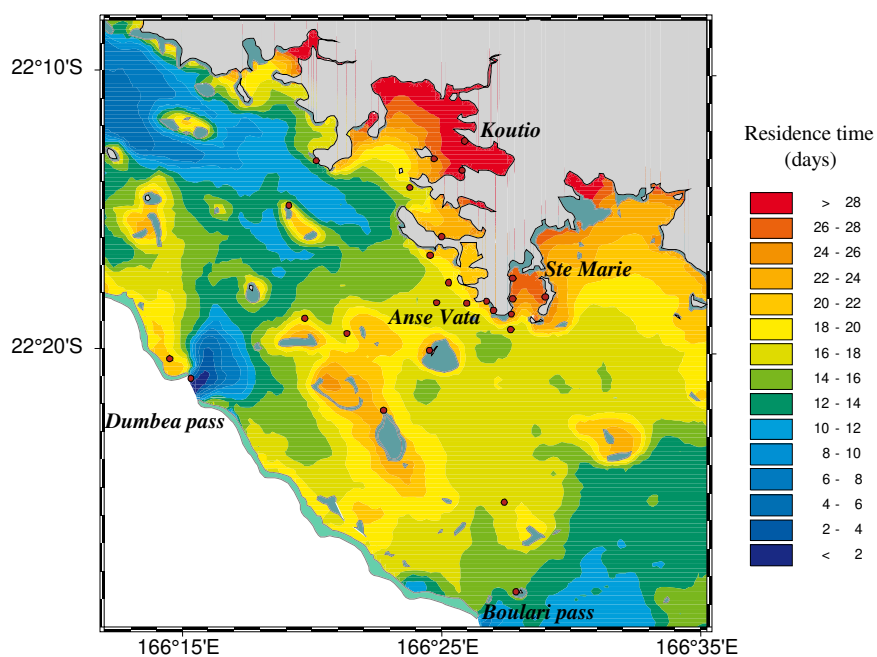 22°10'S
22°20'S
166°15'E
166°25'E
166°35'E
Koutio
Ste Marie
Anse Vata
Dumbea pass
Boulari pass
Residence time
(days)
> 28
26 - 28
24 - 26
22 - 24
20 - 22
18 - 20
16 - 18
14 - 16
12 - 14
10 - 12
8 - 10
6 - 8
4 - 6
2 - 4
< 2